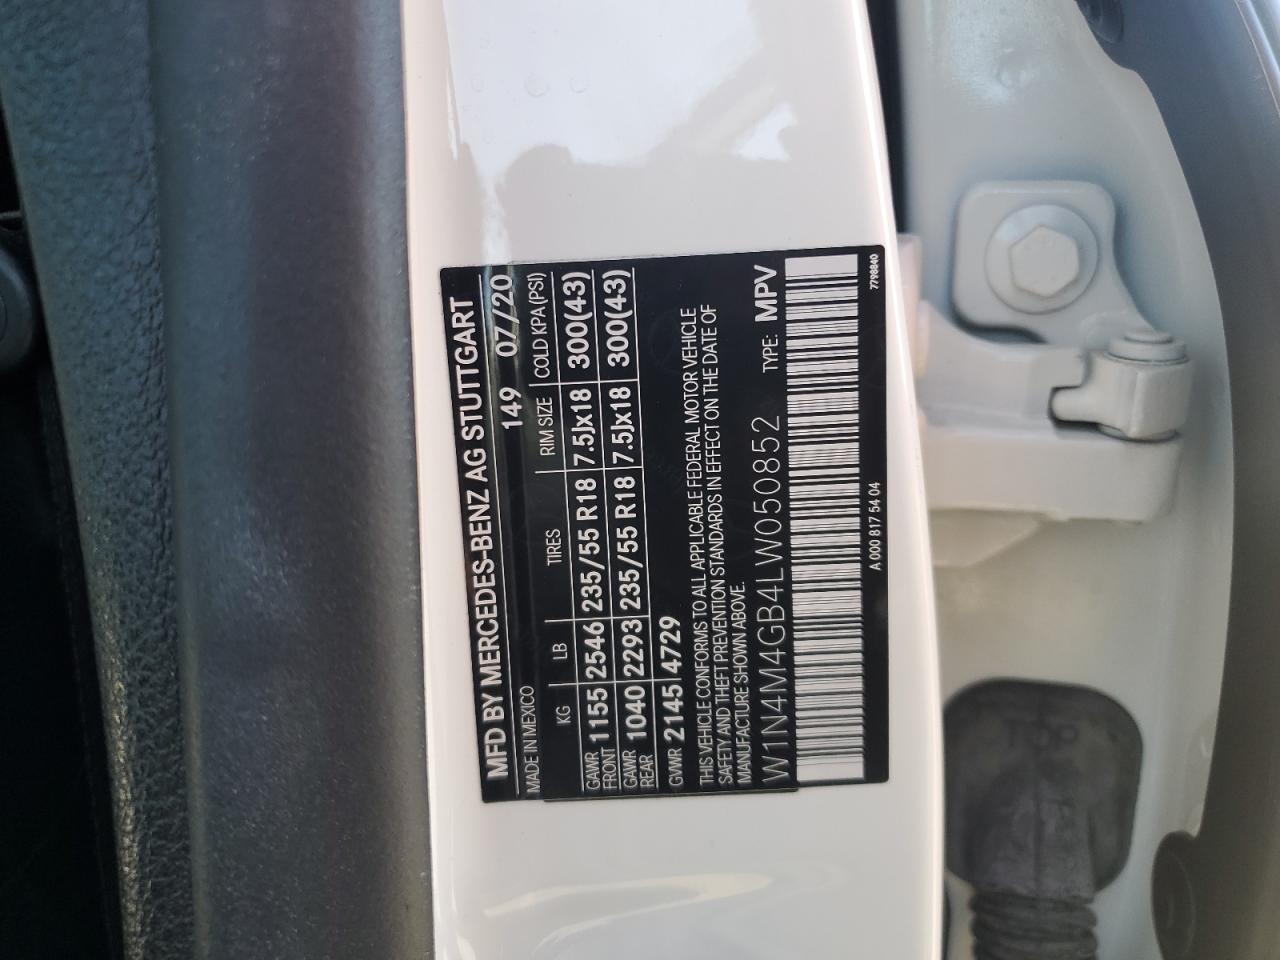 MFD BY MERCEDES-BENZ AG STUTTGART
MADE IN MEXICO 149 07/20
KG LB TIRES RIM SIZE COLD KPA(PSI)
GAWR FRONT 1155 2546 235/55 R18 7.5Jx18 300(43)
GAWR REAR 1040 2293 235/55 R18 7.5Jx18 300(43)
GVWR 2145 4729
THIS VEHICLE CONFORMS TO ALL APPLICABLE FEDERAL MOTOR VEHICLE
SAFETY AND THEFT PREVENTION STANDARDS IN EFFECT ON THE DATE OF
MANUFACTURE SHOWN ABOVE.
W1N4M4GB4LW050852 TYPE: MPV
A 000 817 54 04 7798840
TOP